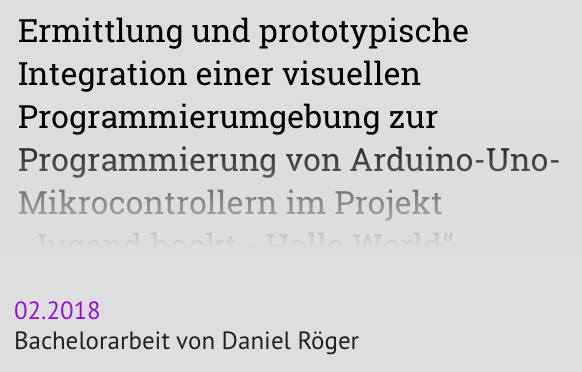 Ermittlung und prototypische
Integration einer visuellen
Programmierumgebung zur
Programmierung von Arduino-Uno-
Mikrocontrollern im Projekt
„Jugend hackt - Hello World“
02.2018
Bachelorarbeit von Daniel Röger